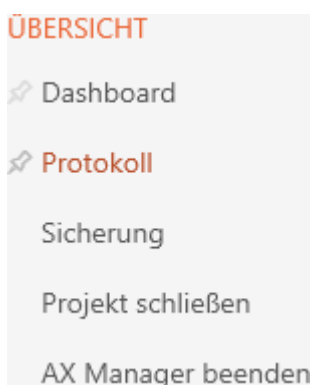 ÜBERSICHT
Dashboard
Protokoll
Sicherung
Projekt schließen
AX Manager beenden